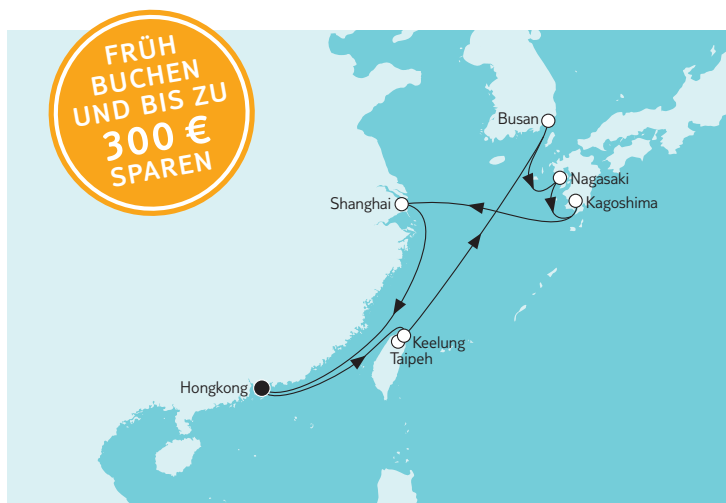 FRÜH
BUCHEN
UND BIS ZU
300 €
SPAREN
Busan
Nagasaki
Kagoshima
Shanghai
Keelung
Taipeh
Hongkong